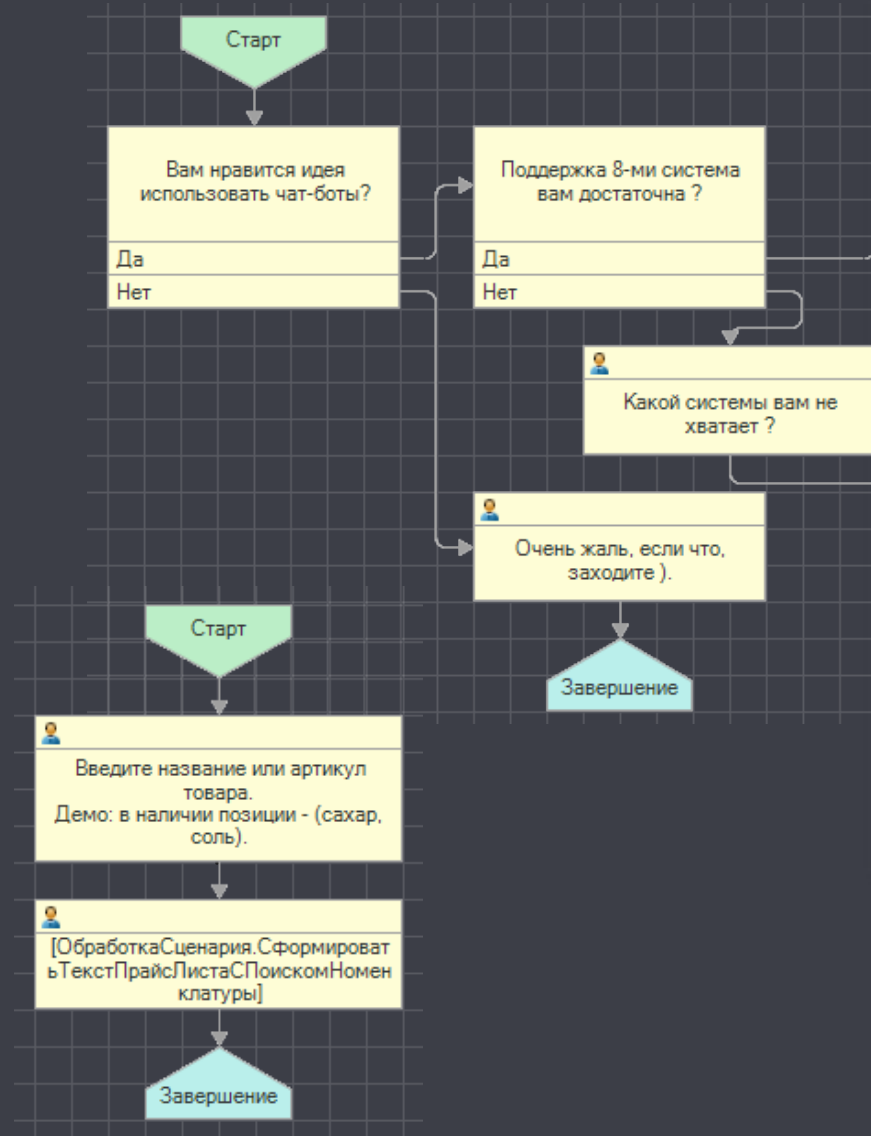 Старт
Вам нравится идея
использовать чат-боты?
Да
Нет
Поддержка 8-ми система
вам достаточна ?
Да
Нет
Какой системы вам не
хватает ?
Очень жаль, если что,
заходите ).
Завершение
Старт
Введите название или артикул
товара.
Демо: в наличии позиции - (сахар,
соль).
[ОбработкаСценария.Сформироват
ьТекстПрайсЛистаСПоискомНомен
клатуры]
Завершение